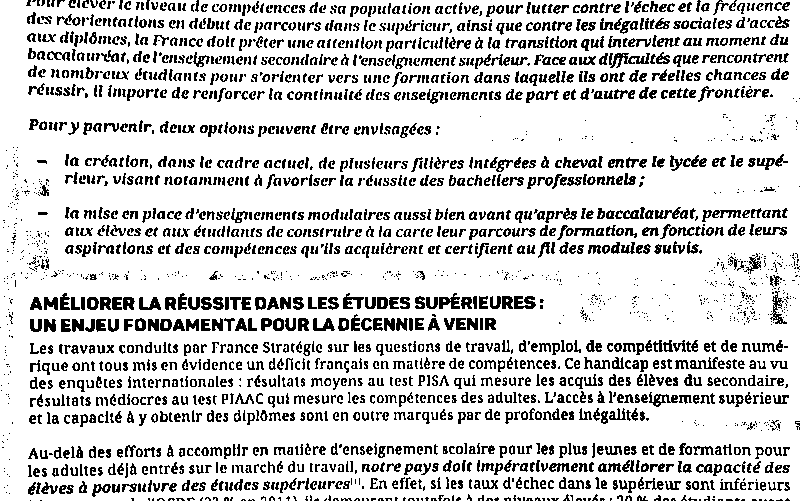 Pour élever le niveau de compétences de sa population active, pour lutter contre l'échec et la fréquence
des réorientations en début de parcours dans le supérieur, ainsi que contre les inégalités sociales d'accès
aux diplômes, la France doit prêter une attention particulière à la transition qui intervient au moment du
baccalauréat, de l'enseignement secondaire à l'enseignement supérieur. Face aux difficultés que rencontrent
de nombreux étudiants pour s'orienter vers une formation dans laquelle ils ont de réelles chances de
réussir, il importe de renforcer la continuité des enseignements de part et d'autre de cette frontière.
Pour y parvenir, deux options peuvent être envisagées :
– la création, dans le cadre actuel, de plusieurs filières intégrées à cheval entre le lycée et le supé-
rieur, visant notamment à favoriser la réussite des bacheliers professionnels ;
– la mise en place d'enseignements modulaires aussi bien avant qu'après le baccalauréat, permettant
aux élèves et aux étudiants de construire à la carte leur parcours de formation, en fonction de leurs
aspirations et des compétences qu'ils acquièrent et certifient au fil des modules suivis.
AMÉLIORER LA RÉUSSITE DANS LES ÉTUDES SUPÉRIEURES :
UN ENJEU FONDAMENTAL POUR LA DÉCENNIE À VENIR
Les travaux conduits par France Stratégie sur les questions de travail, d'emploi, de compétitivité et de numé-
rique ont tous mis en évidence un déficit français en matière de compétences. Ce handicap est manifeste au vu
des enquêtes internationales : résultats moyens au test PISA qui mesure les acquis des élèves du secondaire,
résultats médiocres au test PIAAC qui mesure les compétences des adultes. L'accès à l'enseignement supérieur
et la capacité à y obtenir des diplômes sont en outre marqués par de profondes inégalités.
Au-delà des efforts à accomplir en matière d'enseignement scolaire pour les plus jeunes et de formation pour
les adultes déjà entrés sur le marché du travail, notre pays doit impérativement améliorer la capacité des
élèves à poursuivre des études supérieures⁽¹⁾. En effet, si les taux d'échec dans le supérieur sont inférieurs